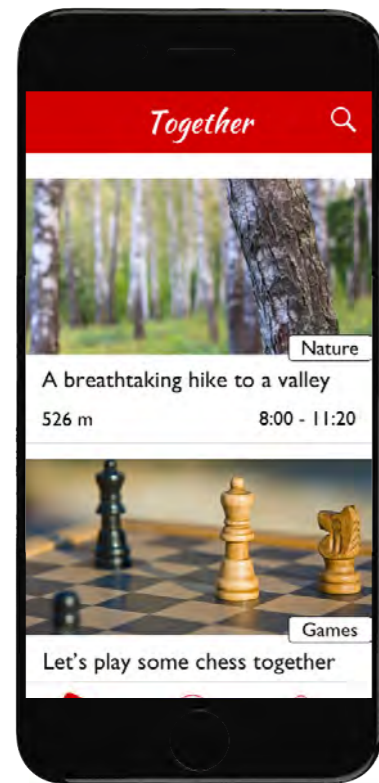 Together
Nature
A breathtaking hike to a valley
526 m 8:00 - 11:20
Games
Let's play some chess together